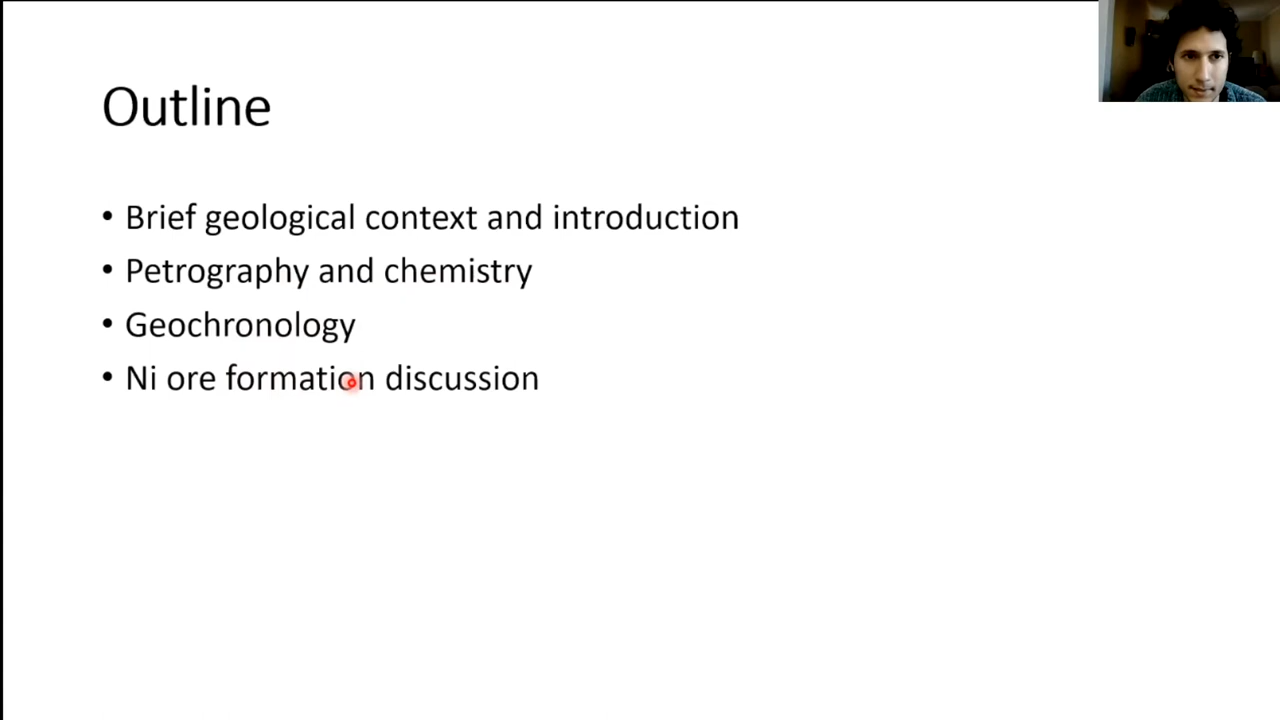 Outline
• Brief geological context and introduction
• Petrography and chemistry
• Geochronology
• Ni ore formation discussion